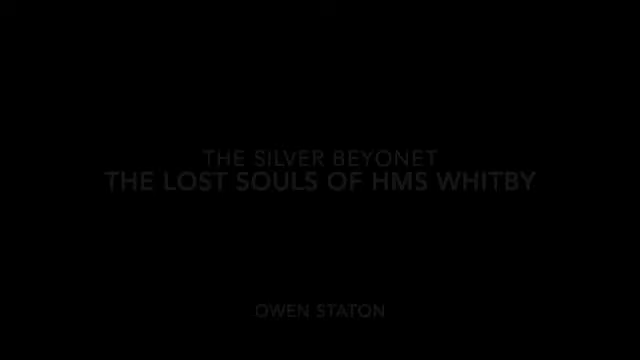 THE SILVER BEYONET
THE LOST SOULS OF HMS WHITBY
OWEN STATON